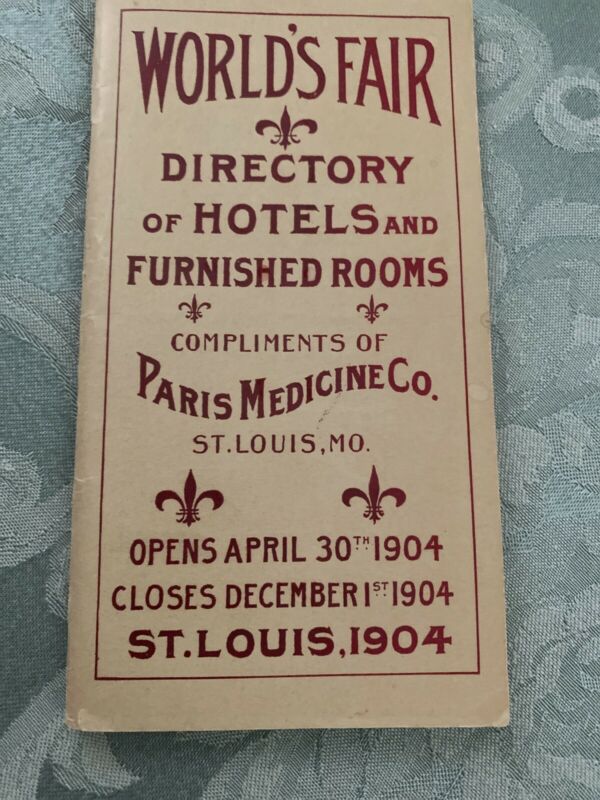 WORLD'S FAIR
DIRECTORY
OF HOTELS AND
FURNISHED ROOMS
COMPLIMENTS OF
PARIS MEDICINE CO.
ST. LOUIS, MO.
OPENS APRIL 30TH 1904
CLOSES DECEMBER 1ST 1904
ST. LOUIS, 1904